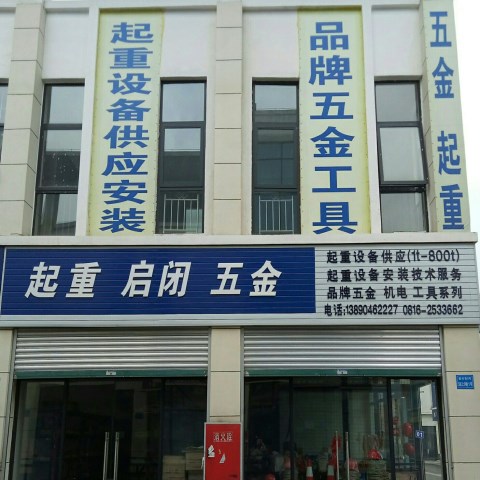 起重设备供应安装
品牌五金工具
五金 起重
起重 启闭 五金
起重设备供应(1t-800t)
起重设备安装技术服务
品牌五金 机电 工具系列
电话:13890462227 0816-2533662
消火栓